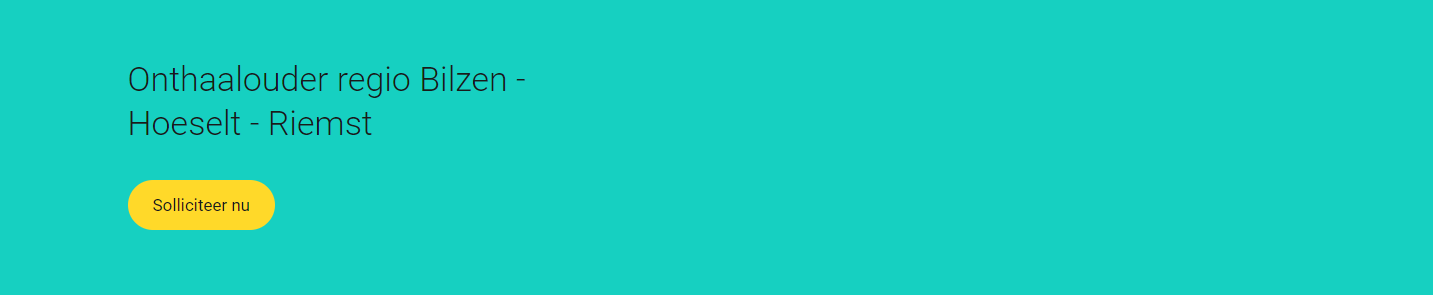 Onthaalouder regio Bilzen -
Hoeselt - Riemst
Solliciteer nu